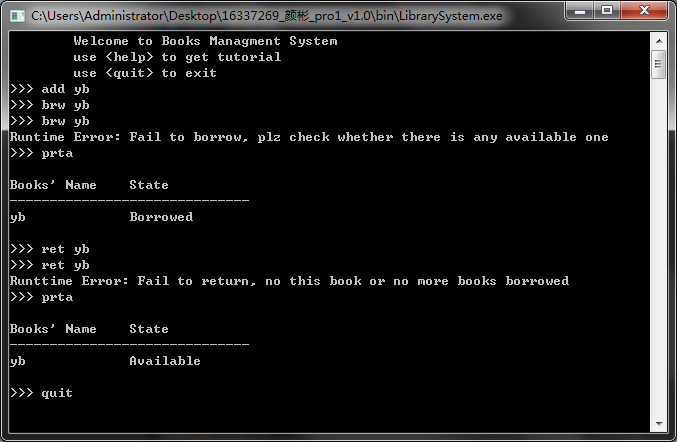 C:\Users\Administrator\Desktop\16337269_颜彬_pro1_v1.0\bin\LibrarySystem.exe
Welcome to Books Managment System
use <help> to get tutorial
use <quit> to exit
>>> add yb
>>> brw yb
>>> brw yb
Runtime Error: Fail to borrow, plz check whether there is any available one
>>> prta
Books' Name    State
------------------------------
yb             Borrowed
>>> ret yb
>>> ret yb
Runttime Error: Fail to return, no this book or no more books borrowed
>>> prta
Books' Name    State
------------------------------
yb             Available
>>> quit